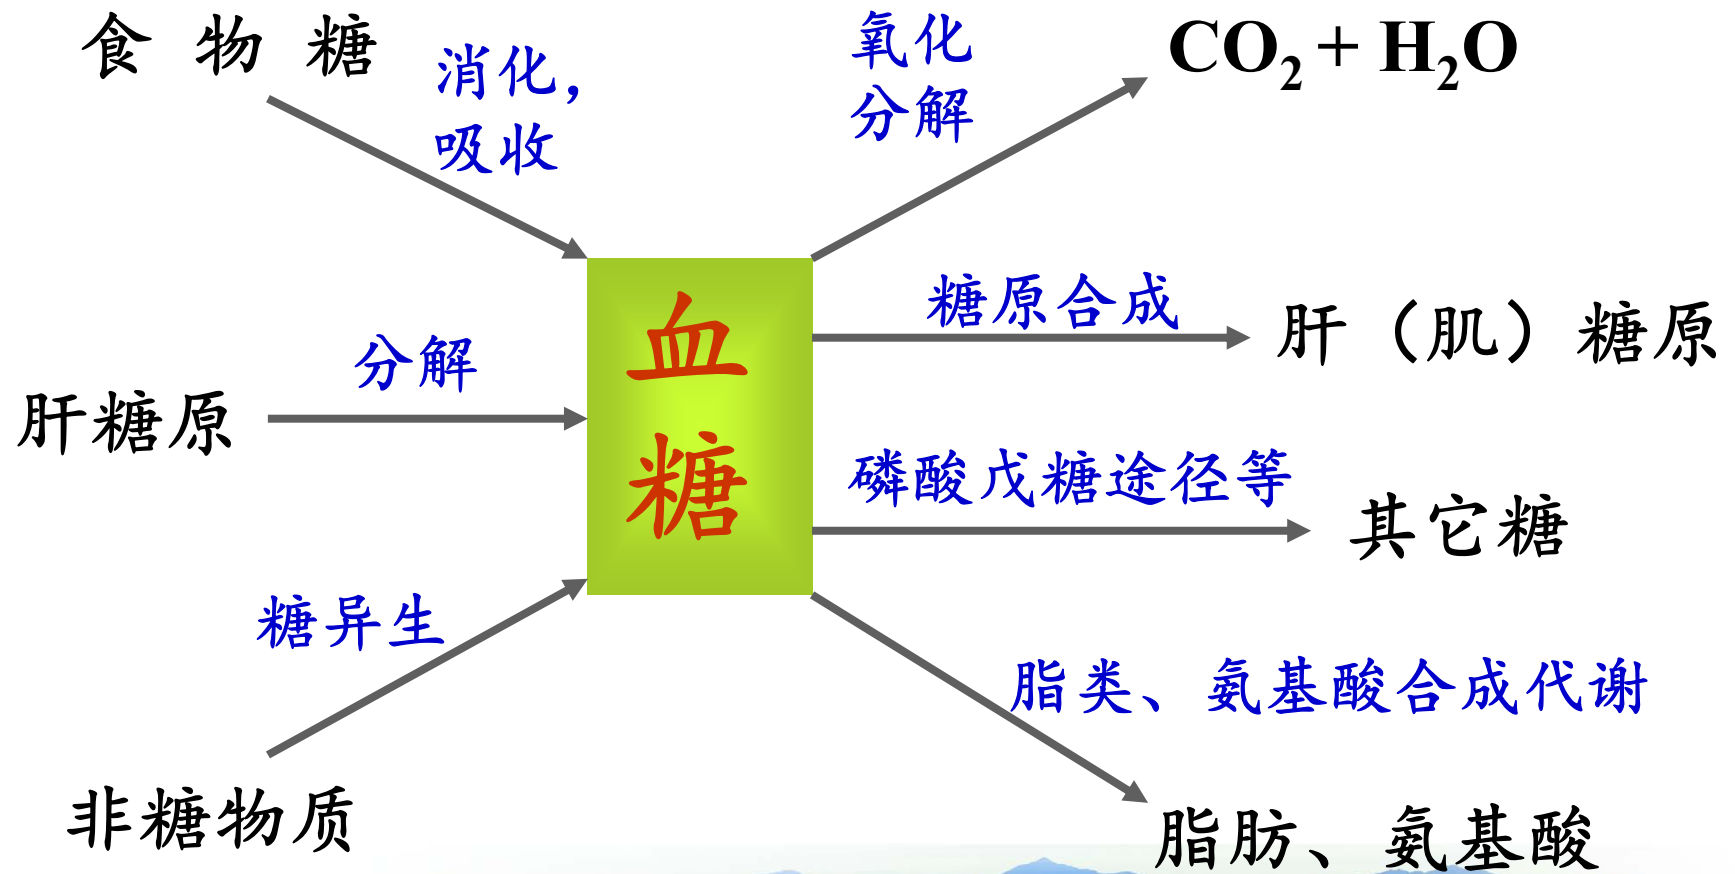 食 物 糖
消化，
吸收
氧化
分解
CO₂ + H₂O
血
糖
糖原合成
肝（肌）糖原
分解
肝糖原
磷酸戊糖途径等
其它糖
糖异生
非糖物质
脂类、氨基酸合成代谢
脂肪、氨基酸